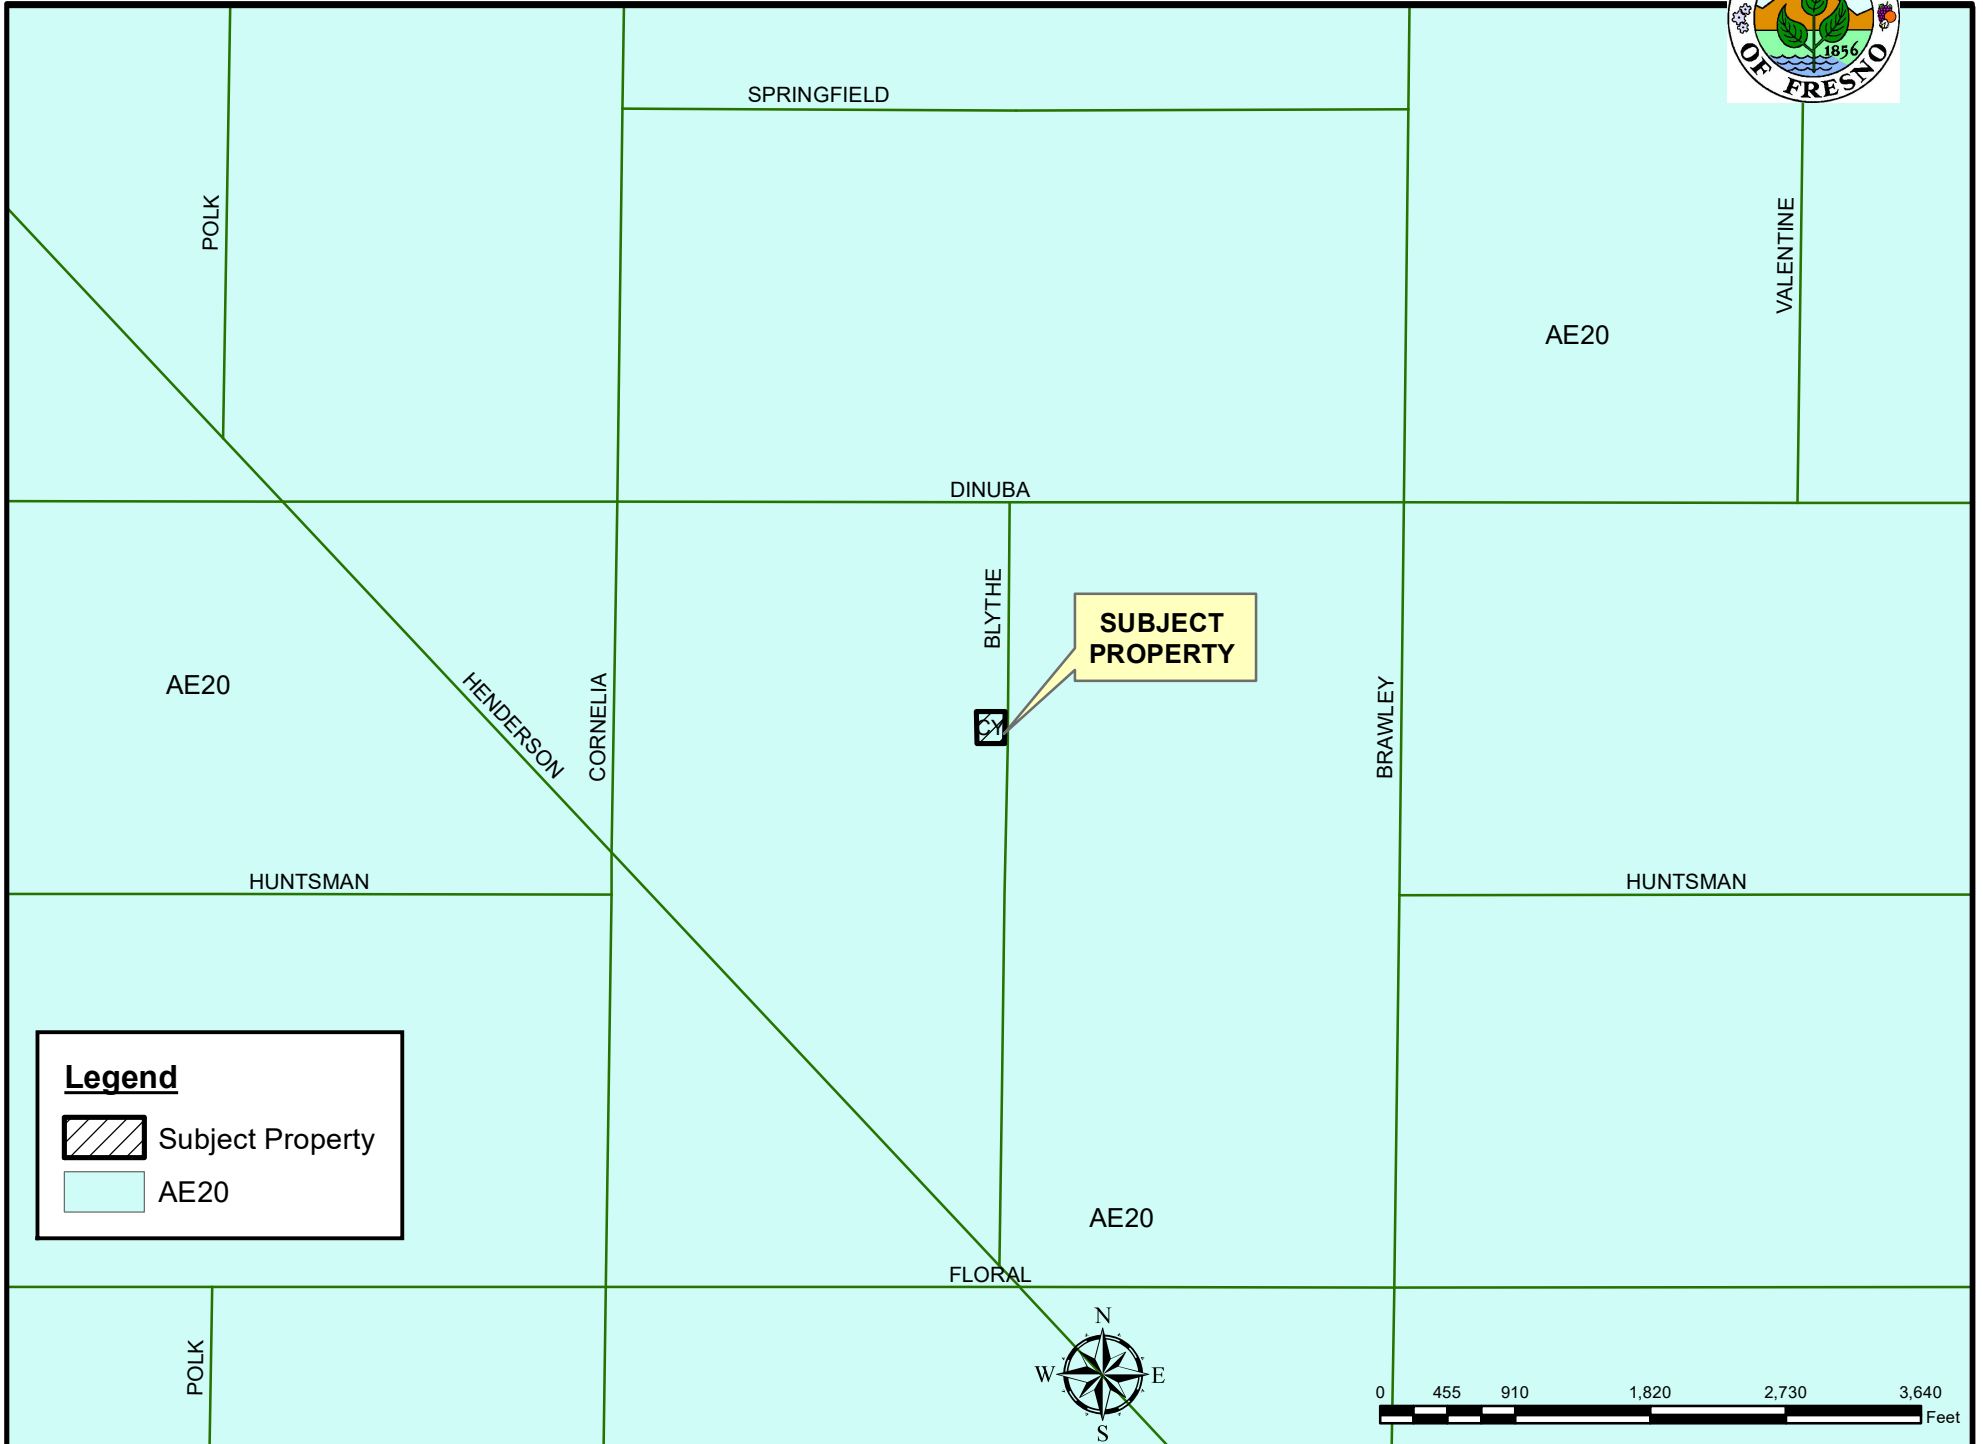 1856
OF FRESNO
SPRINGFIELD
POLK
VALENTINE
AE20
DINUBA
BLYTHE
SUBJECT
PROPERTY
AE20
HENDERSON
CORNELIA
CY
BRAWLEY
HUNTSMAN
HUNTSMAN
Legend
Subject Property
AE20
AE20
FLORAL
POLK
N
W
E
S
0 455 910 1,820 2,730 3,640
Feet